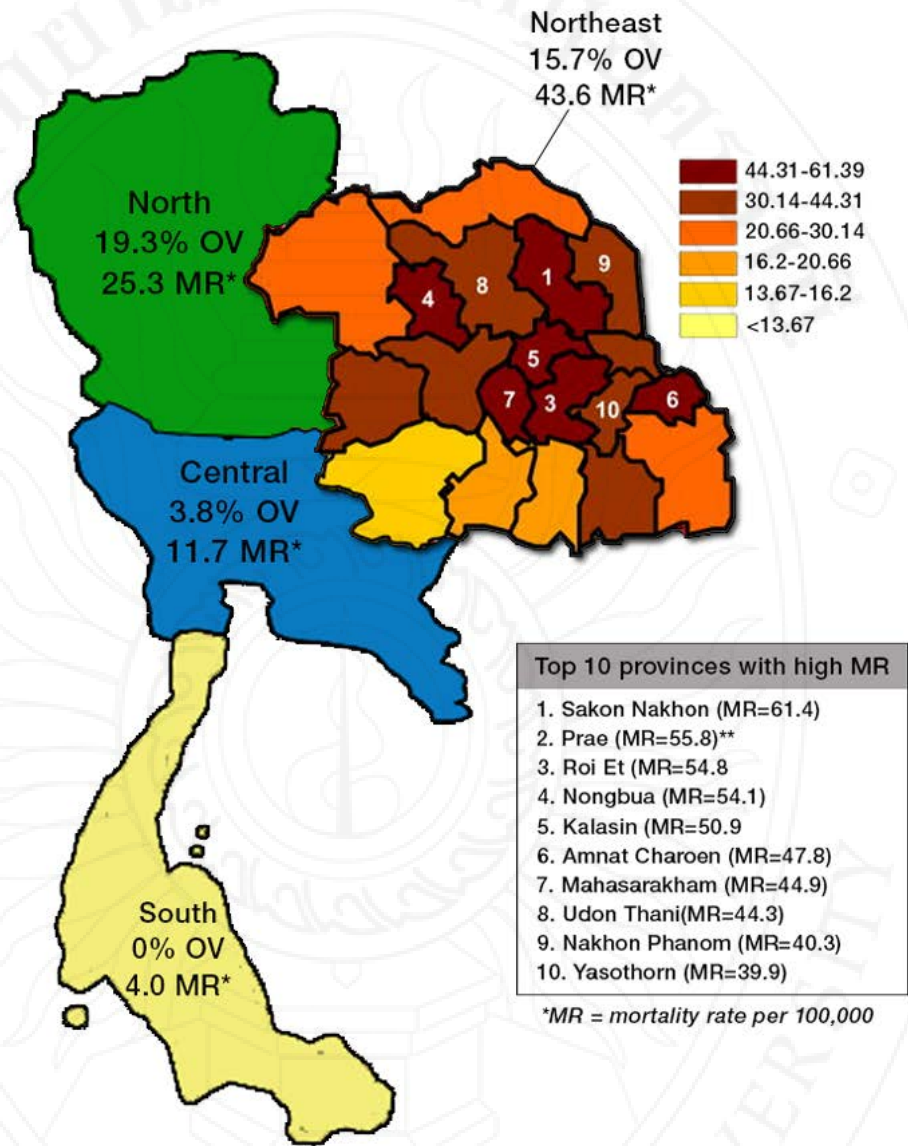 Northeast
15.7% OV
43.6 MR*
44.31-61.39
30.14-44.31
20.66-30.14
16.2-20.66
13.67-16.2
<13.67
North
19.3% OV
25.3 MR*
1
9
8
4
5
7
3
10
6
Central
3.8% OV
11.7 MR*
South
0% OV
4.0 MR*
Top 10 provinces with high MR
1. Sakon Nakhon (MR=61.4)
2. Prae (MR=55.8)**
3. Roi Et (MR=54.8
4. Nongbua (MR=54.1)
5. Kalasin (MR=50.9
6. Amnat Charoen (MR=47.8)
7. Mahasarakham (MR=44.9)
8. Udon Thani(MR=44.3)
9. Nakhon Phanom (MR=40.3)
10. Yasothorn (MR=39.9)
*MR = mortality rate per 100,000